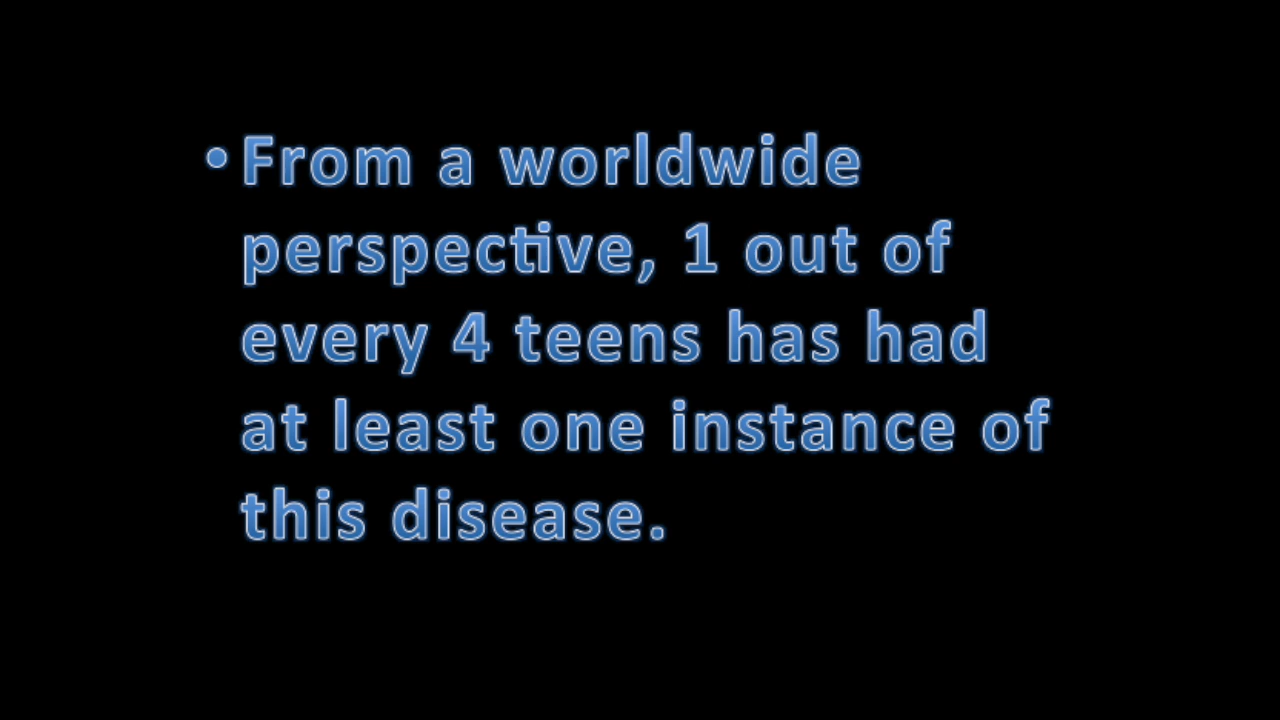 •From a worldwide
perspective, 1 out of
every 4 teens has had
at least one instance of
this disease.